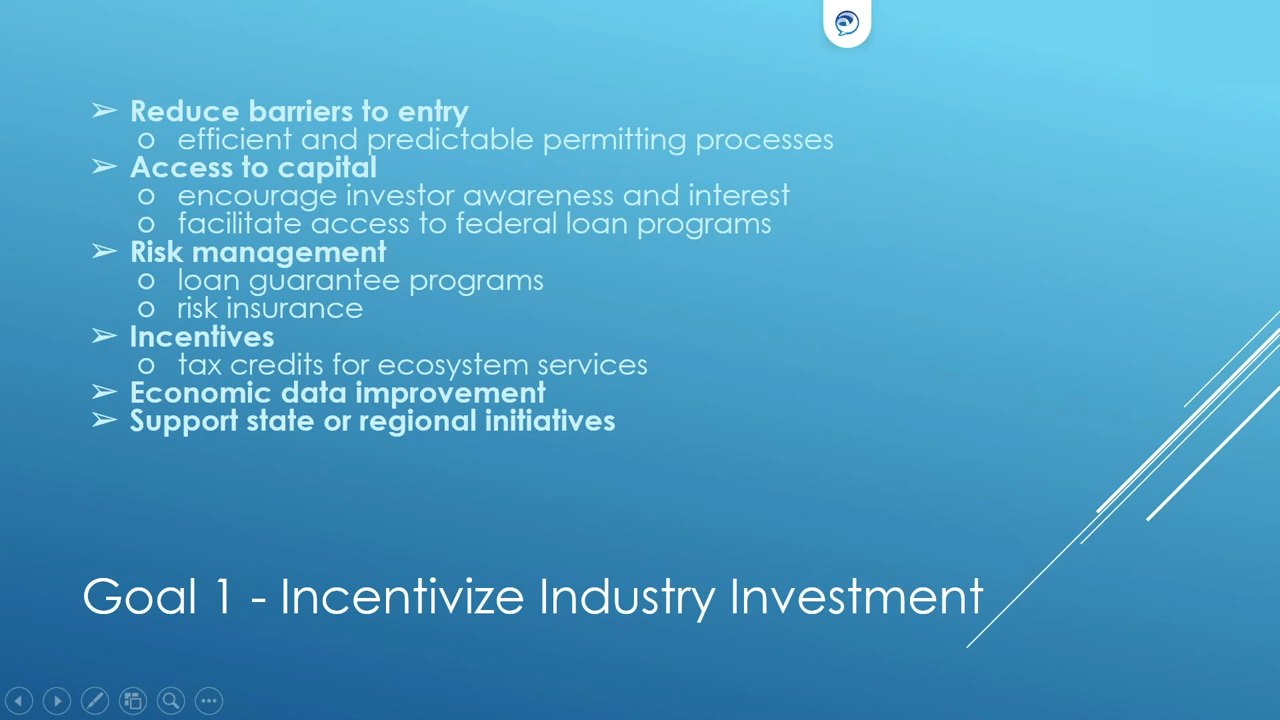 ➢ Reduce barriers to entry
o efficient and predictable permitting processes
➢ Access to capital
o encourage investor awareness and interest
o facilitate access to federal loan programs
➢ Risk management
o loan guarantee programs
o risk insurance
➢ Incentives
o tax credits for ecosystem services
➢ Economic data improvement
➢ Support state or regional initiatives
Goal 1 - Incentivize Industry Investment